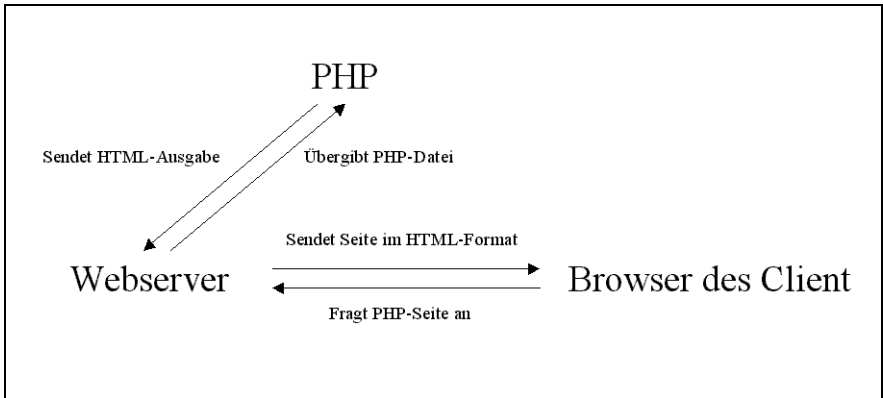 PHP
Sendet HTML-Ausgabe
Übergibt PHP-Datei
Sendet Seite im HTML-Format
Webserver
Browser des Client
Fragt PHP-Seite an